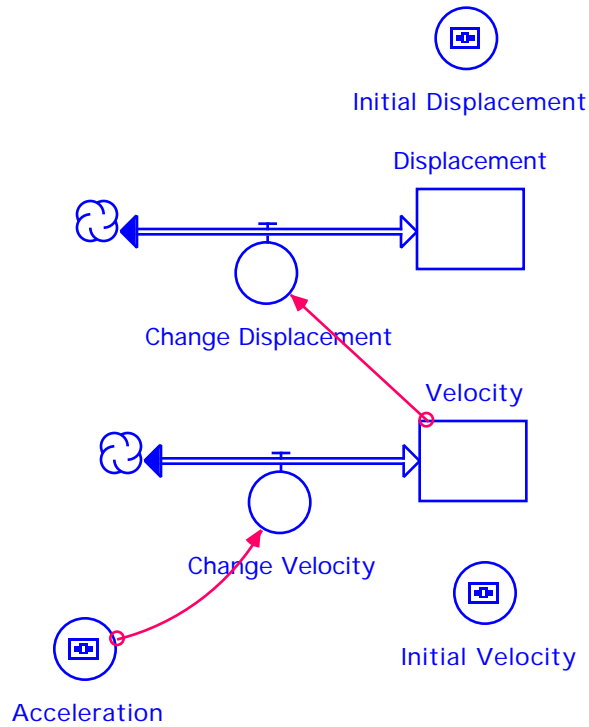 Initial Displacement
Displacement
Change Displacement
Velocity
Change Velocity
Initial Velocity
Acceleration